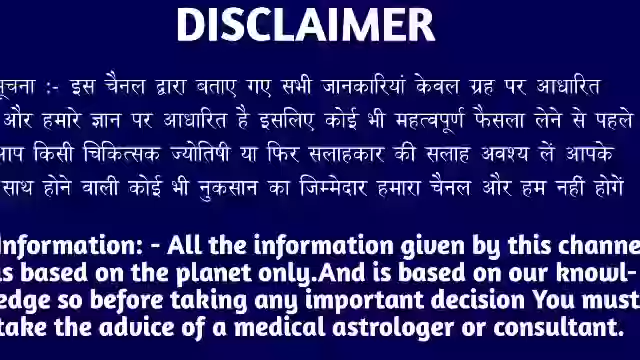 DISCLAIMER
सूचना :- इस चैनल द्वारा बताए गए सभी जानकारियां केवल ग्रह पर आधारित
और हमारे ज्ञान पर आधारित है इसलिए कोई भी महत्वपूर्ण फैसला लेने से पहले
आप किसी चिकित्सक ज्योतिषी या फिर सलाहकार की सलाह अवश्य लें आपके
साथ होने वाली कोई भी नुकसान का जिम्मेदार हमारा चैनल और हम नहीं होगें
Information: - All the information given by this channe
is based on the planet only.And is based on our knowl-
edge so before taking any important decision You must
take the advice of a medical astrologer or consultant.